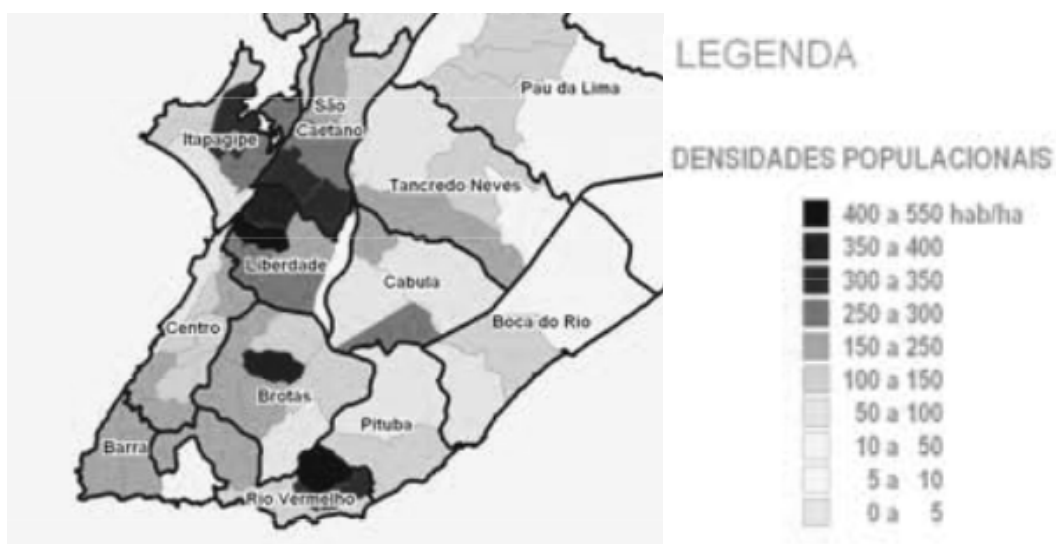 Pau da Lima
São
Caetano
Itapagipe
Tancredo Neves
Liberdade
Cabula
Centro
Boca do Rio
Brotas
Pituba
Barra
Rio Vermelho
LEGENDA
DENSIDADES POPULACIONAIS
400 a 550 hab/ha
350 a 400
300 a 350
250 a 300
150 a 250
100 a 150
50 a 100
10 a 50
5 a 10
0 a 5